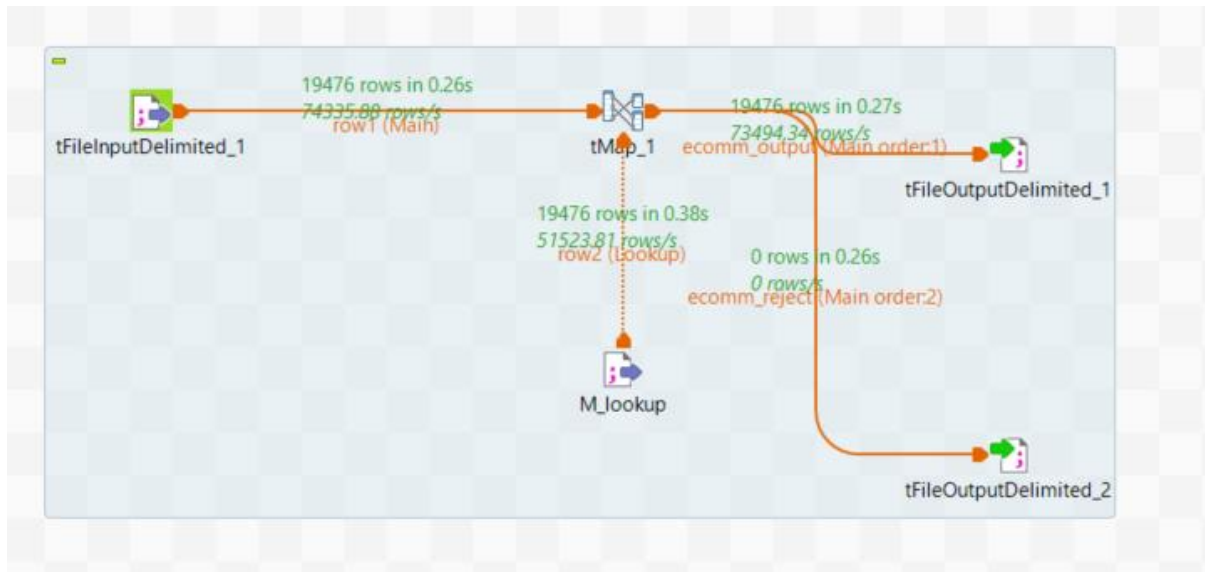 19476 rows in 0.26s
74335.88 rows/s
row1 (Main)
tFileInputDelimited_1
tMap_1
19476 rows in 0.27s
73494.34 rows/s
ecomm_output (Main order:1)
tFileOutputDelimited_1
19476 rows in 0.38s
51523.81 rows/s
row2 (Lookup)
0 rows in 0.26s
0 rows/s
ecomm_reject (Main order:2)
M_lookup
tFileOutputDelimited_2